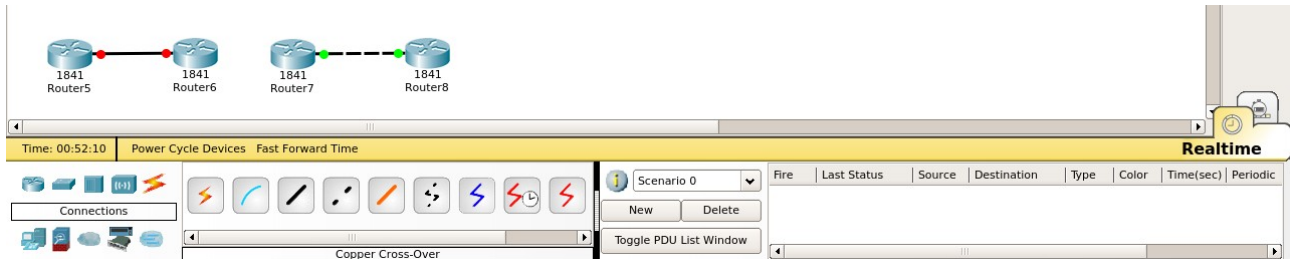 1841 1841 1841 1841
Router5 Router6 Router7 Router8
Time: 00:52:10 Power Cycle Devices Fast Forward Time Realtime
Scenario 0 Fire Last Status Source Destination Type Color Time(sec) Periodic
Connections New Delete
Toggle PDU List Window
Copper Cross-Over